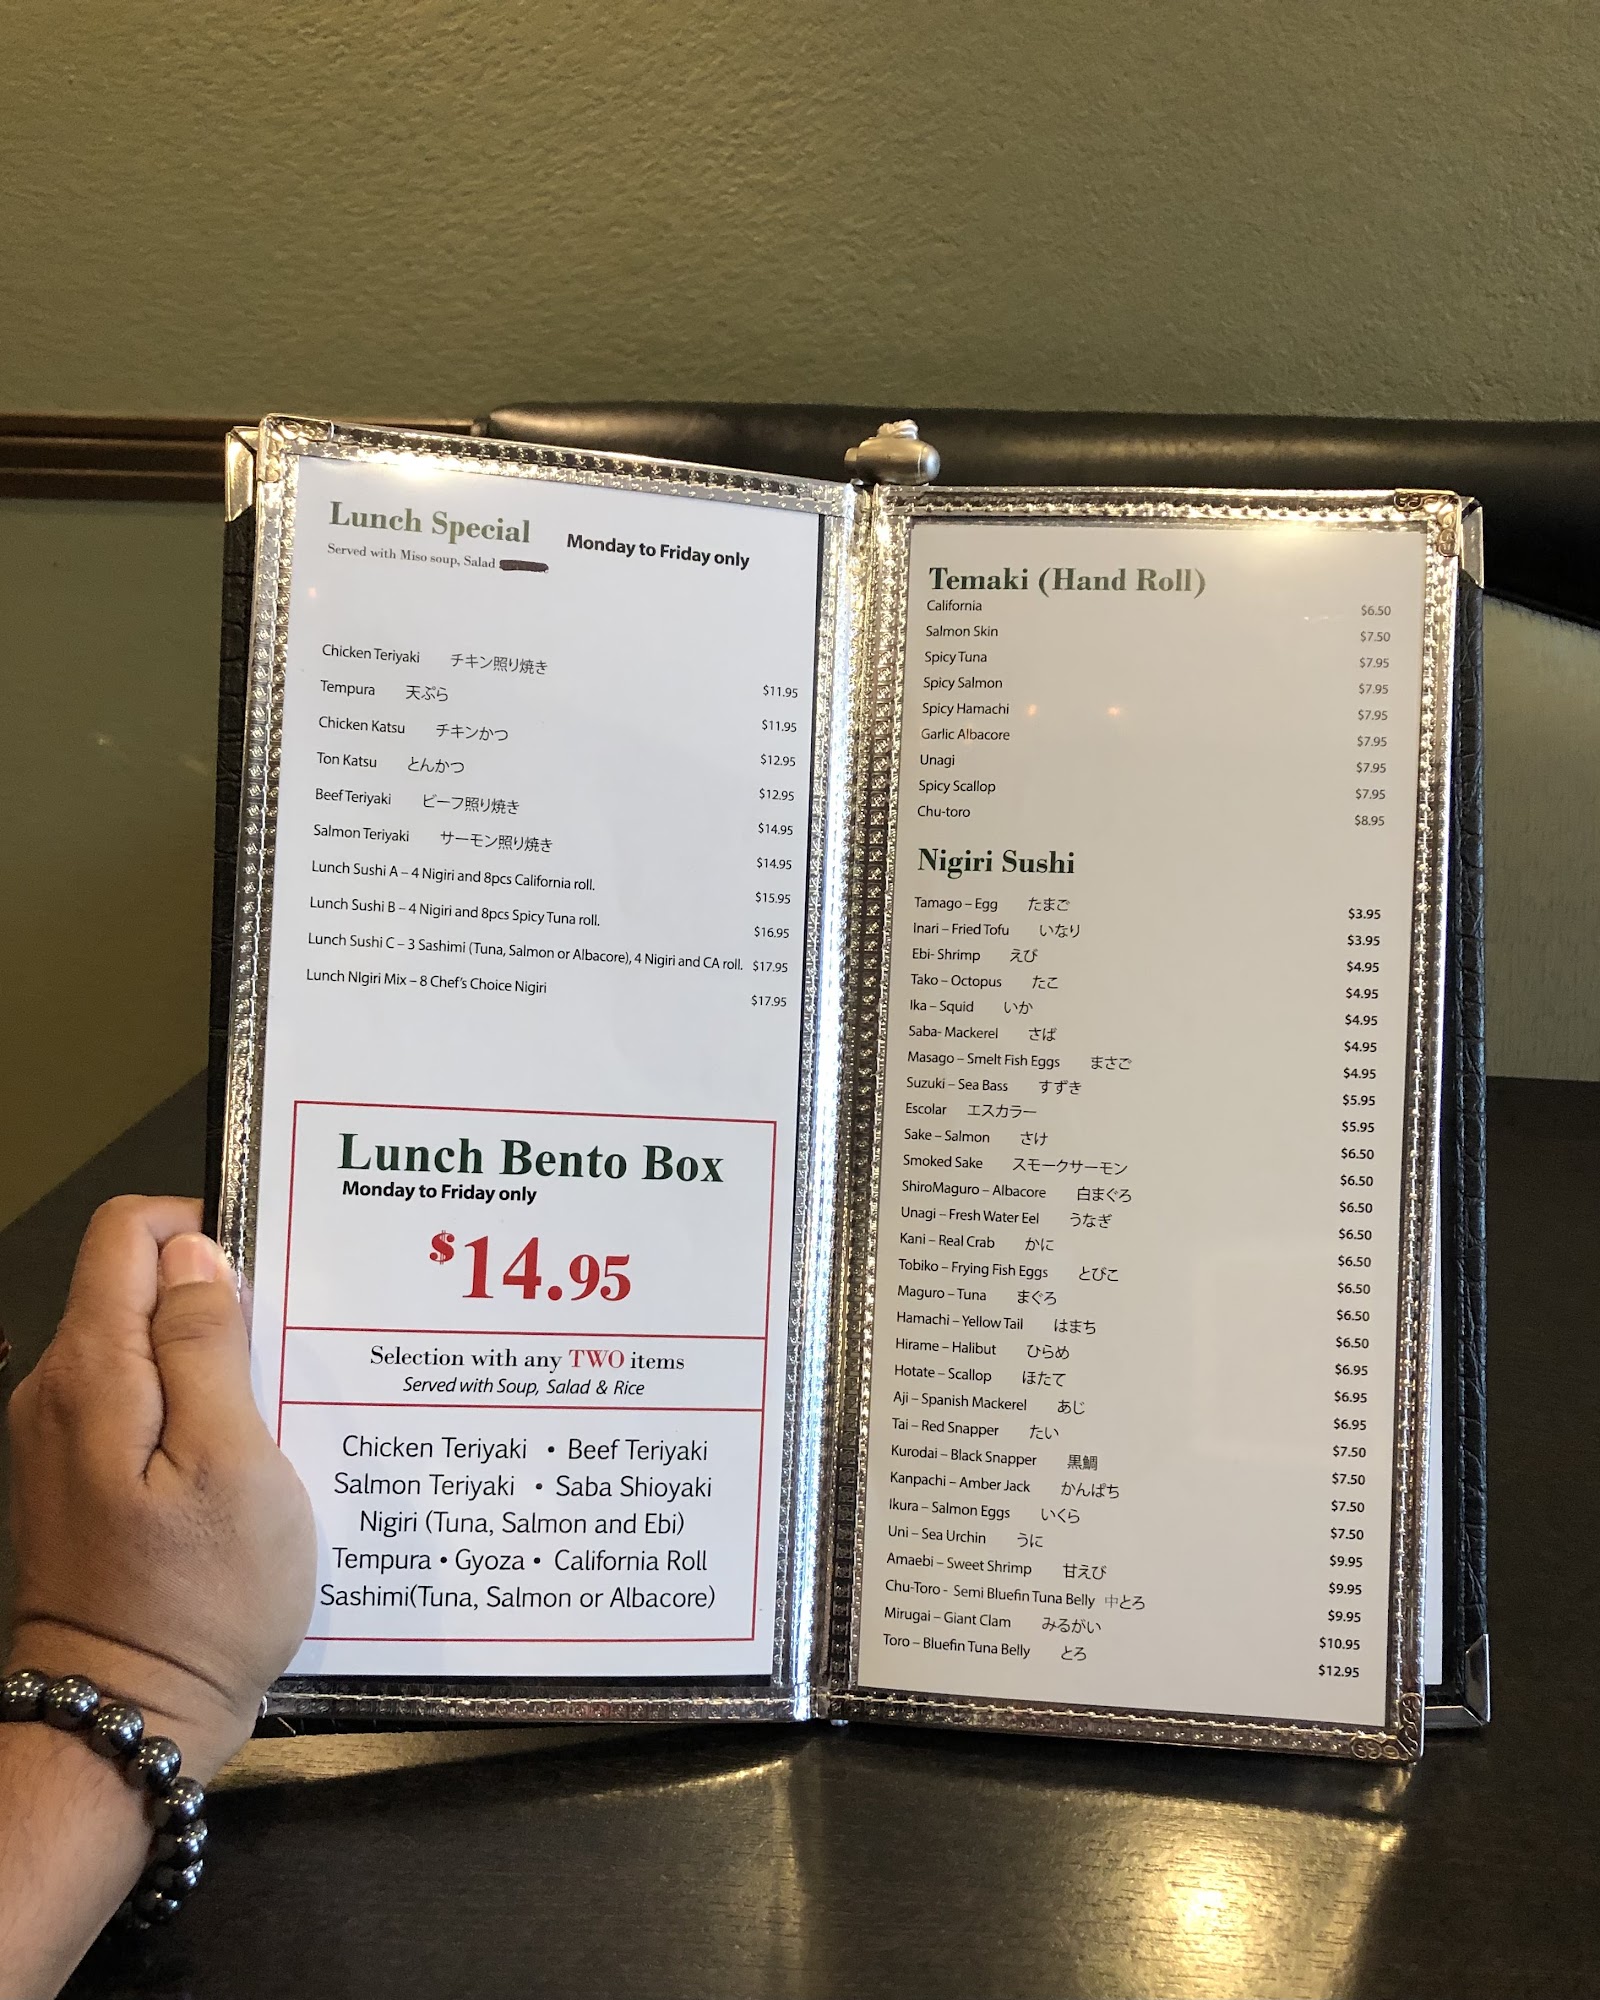 Lunch Special Monday to Friday only
Served with Miso soup, Salad
Chicken Teriyaki チキン照り焼き $11.95
Tempura 天ぷら $11.95
Chicken Katsu チキンかつ $12.95
Ton Katsu とんかつ $12.95
Beef Teriyaki ビーフ照り焼き $14.95
Salmon Teriyaki サーモン照り焼き $14.95
Lunch Sushi A – 4 Nigiri and 8pcs California roll. $15.95
Lunch Sushi B – 4 Nigiri and 8pcs Spicy Tuna roll. $16.95
Lunch Sushi C – 3 Sashimi (Tuna, Salmon or Albacore), 4 Nigiri and CA roll. $17.95
Lunch NIgiri Mix – 8 Chef's Choice Nigiri $17.95
Lunch Bento Box
Monday to Friday only
$14.95
Selection with any TWO items
Served with Soup, Salad & Rice
Chicken Teriyaki • Beef Teriyaki
Salmon Teriyaki • Saba Shioyaki
Nigiri (Tuna, Salmon and Ebi)
Tempura • Gyoza • California Roll
Sashimi(Tuna, Salmon or Albacore)
Temaki (Hand Roll)
California $6.50
Salmon Skin $7.50
Spicy Tuna $7.95
Spicy Salmon $7.95
Spicy Hamachi $7.95
Garlic Albacore $7.95
Unagi $7.95
Spicy Scallop $7.95
Chu-toro $8.95
Nigiri Sushi
Tamago – Egg たまご $3.95
Inari – Fried Tofu いなり $3.95
Ebi- Shrimp えび $4.95
Tako – Octopus たこ $4.95
Ika – Squid いか $4.95
Saba- Mackerel さば $4.95
Masago – Smelt Fish Eggs まさご $4.95
Suzuki – Sea Bass すずき $5.95
Escolar エスカラー $5.95
Sake – Salmon さけ $6.50
Smoked Sake スモークサーモン $6.50
ShiroMaguro – Albacore 白まぐろ $6.50
Unagi – Fresh Water Eel うなぎ $6.50
Kani – Real Crab かに $6.50
Tobiko – Frying Fish Eggs とびこ $6.50
Maguro – Tuna まぐろ $6.50
Hamachi – Yellow Tail はまち $6.50
Hirame – Halibut ひらめ $6.95
Hotate – Scallop ほたて $6.95
Aji – Spanish Mackerel あじ $6.95
Tai – Red Snapper たい $7.50
Kurodai – Black Snapper 黒鯛 $7.50
Kanpachi – Amber Jack かんぱち $7.50
Ikura – Salmon Eggs いくら $7.50
Uni – Sea Urchin うに $9.95
Amaebi – Sweet Shrimp 甘えび $9.95
Chu-Toro - Semi Bluefin Tuna Belly 中とろ $9.95
Mirugai – Giant Clam みるがい $10.95
Toro – Bluefin Tuna Belly とろ $12.95